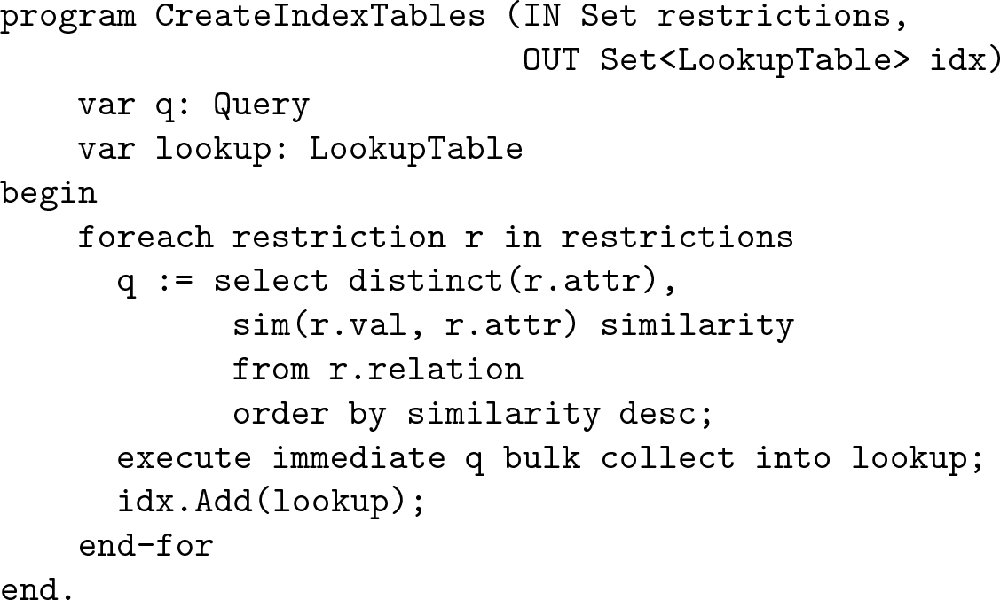 program CreateIndexTables (IN Set restrictions,
                           OUT Set<LookupTable> idx)
    var q: Query
    var lookup: LookupTable
begin
    foreach restriction r in restrictions
      q := select distinct(r.attr),
            sim(r.val, r.attr) similarity
            from r.relation
            order by similarity desc;
      execute immediate q bulk collect into lookup;
      idx.Add(lookup);
    end-for
end.